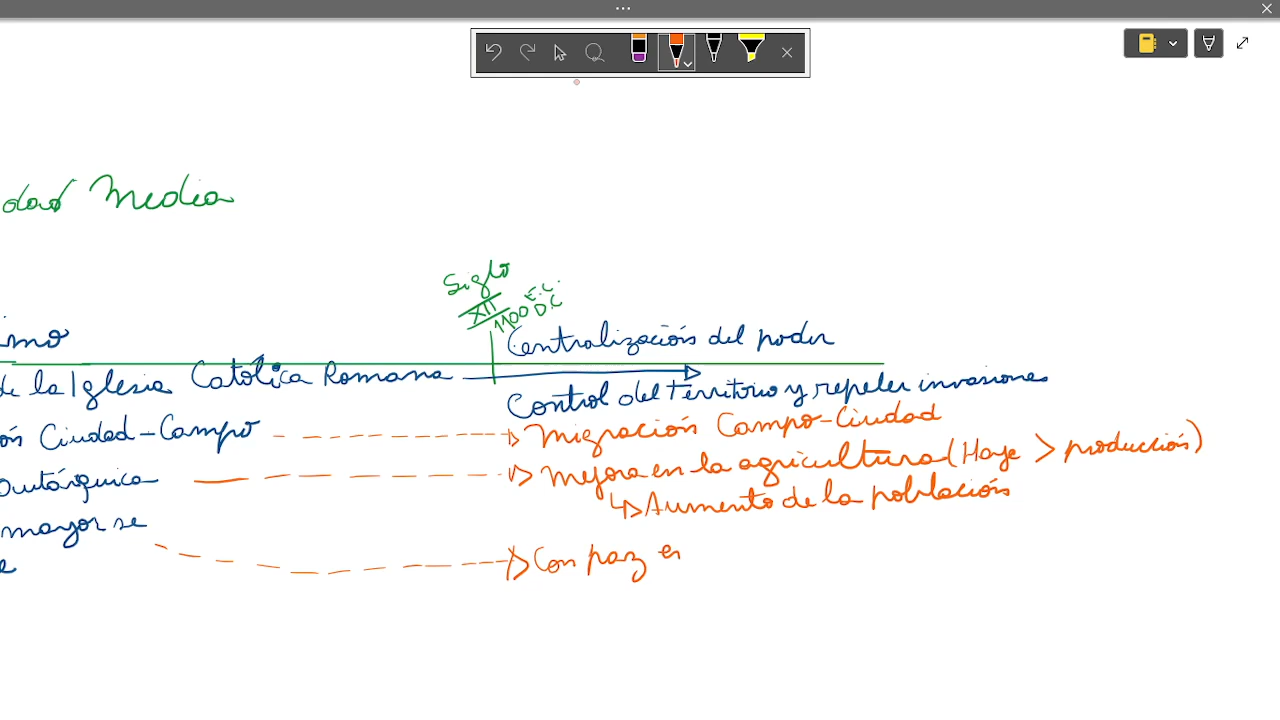 dad Media
Siglo
XII
1100 E.C.
D.C
Centralización del poder
imo
de la Iglesia Católica Romana
Control del territorio y repeler invasiones
ón Ciudad-Campo
Migración Campo-Ciudad
autárquica
Mejora en la agricultura (Haye > producción)
Aumento de la población
mayor se
Con paz en
e